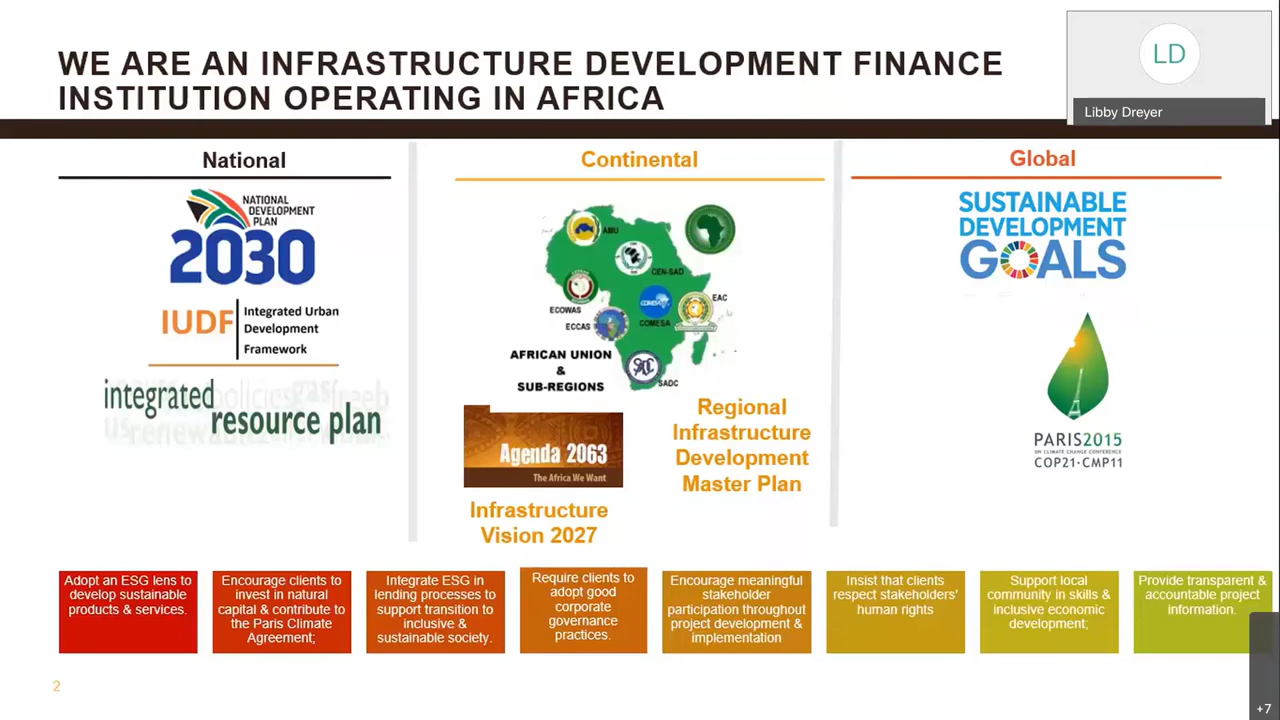 WE ARE AN INFRASTRUCTURE DEVELOPMENT FINANCE
INSTITUTION OPERATING IN AFRICA
LD
Libby Dreyer
National
NATIONAL
DEVELOPMENT
PLAN
2030
IUDF
Integrated Urban
Development
Framework
integrated
resource plan
Continental
AMU
CEN-SAD
ECOWAS
ECCAS
COMESA
EAC
SADC
AFRICAN UNION
&
SUB-REGIONS
Agenda 2063
The Africa We Want
Infrastructure
Vision 2027
Regional
Infrastructure
Development
Master Plan
Global
SUSTAINABLE
DEVELOPMENT
GOALS
PARIS2015
UN CLIMATE CHANGE CONFERENCE
COP21·CMP11
Adopt an ESG lens to
develop sustainable
products & services.
Encourage clients to
invest in natural
capital & contribute to
the Paris Climate
Agreement;
Integrate ESG in
lending processes to
support transition to
inclusive &
sustainable society.
Require clients to
adopt good
corporate
governance
practices.
Encourage meaningful
stakeholder
participation throughout
project development &
implementation
Insist that clients
respect stakeholders'
human rights
Support local
community in skills &
inclusive economic
development;
Provide transparent &
accountable project
information.
2
+7